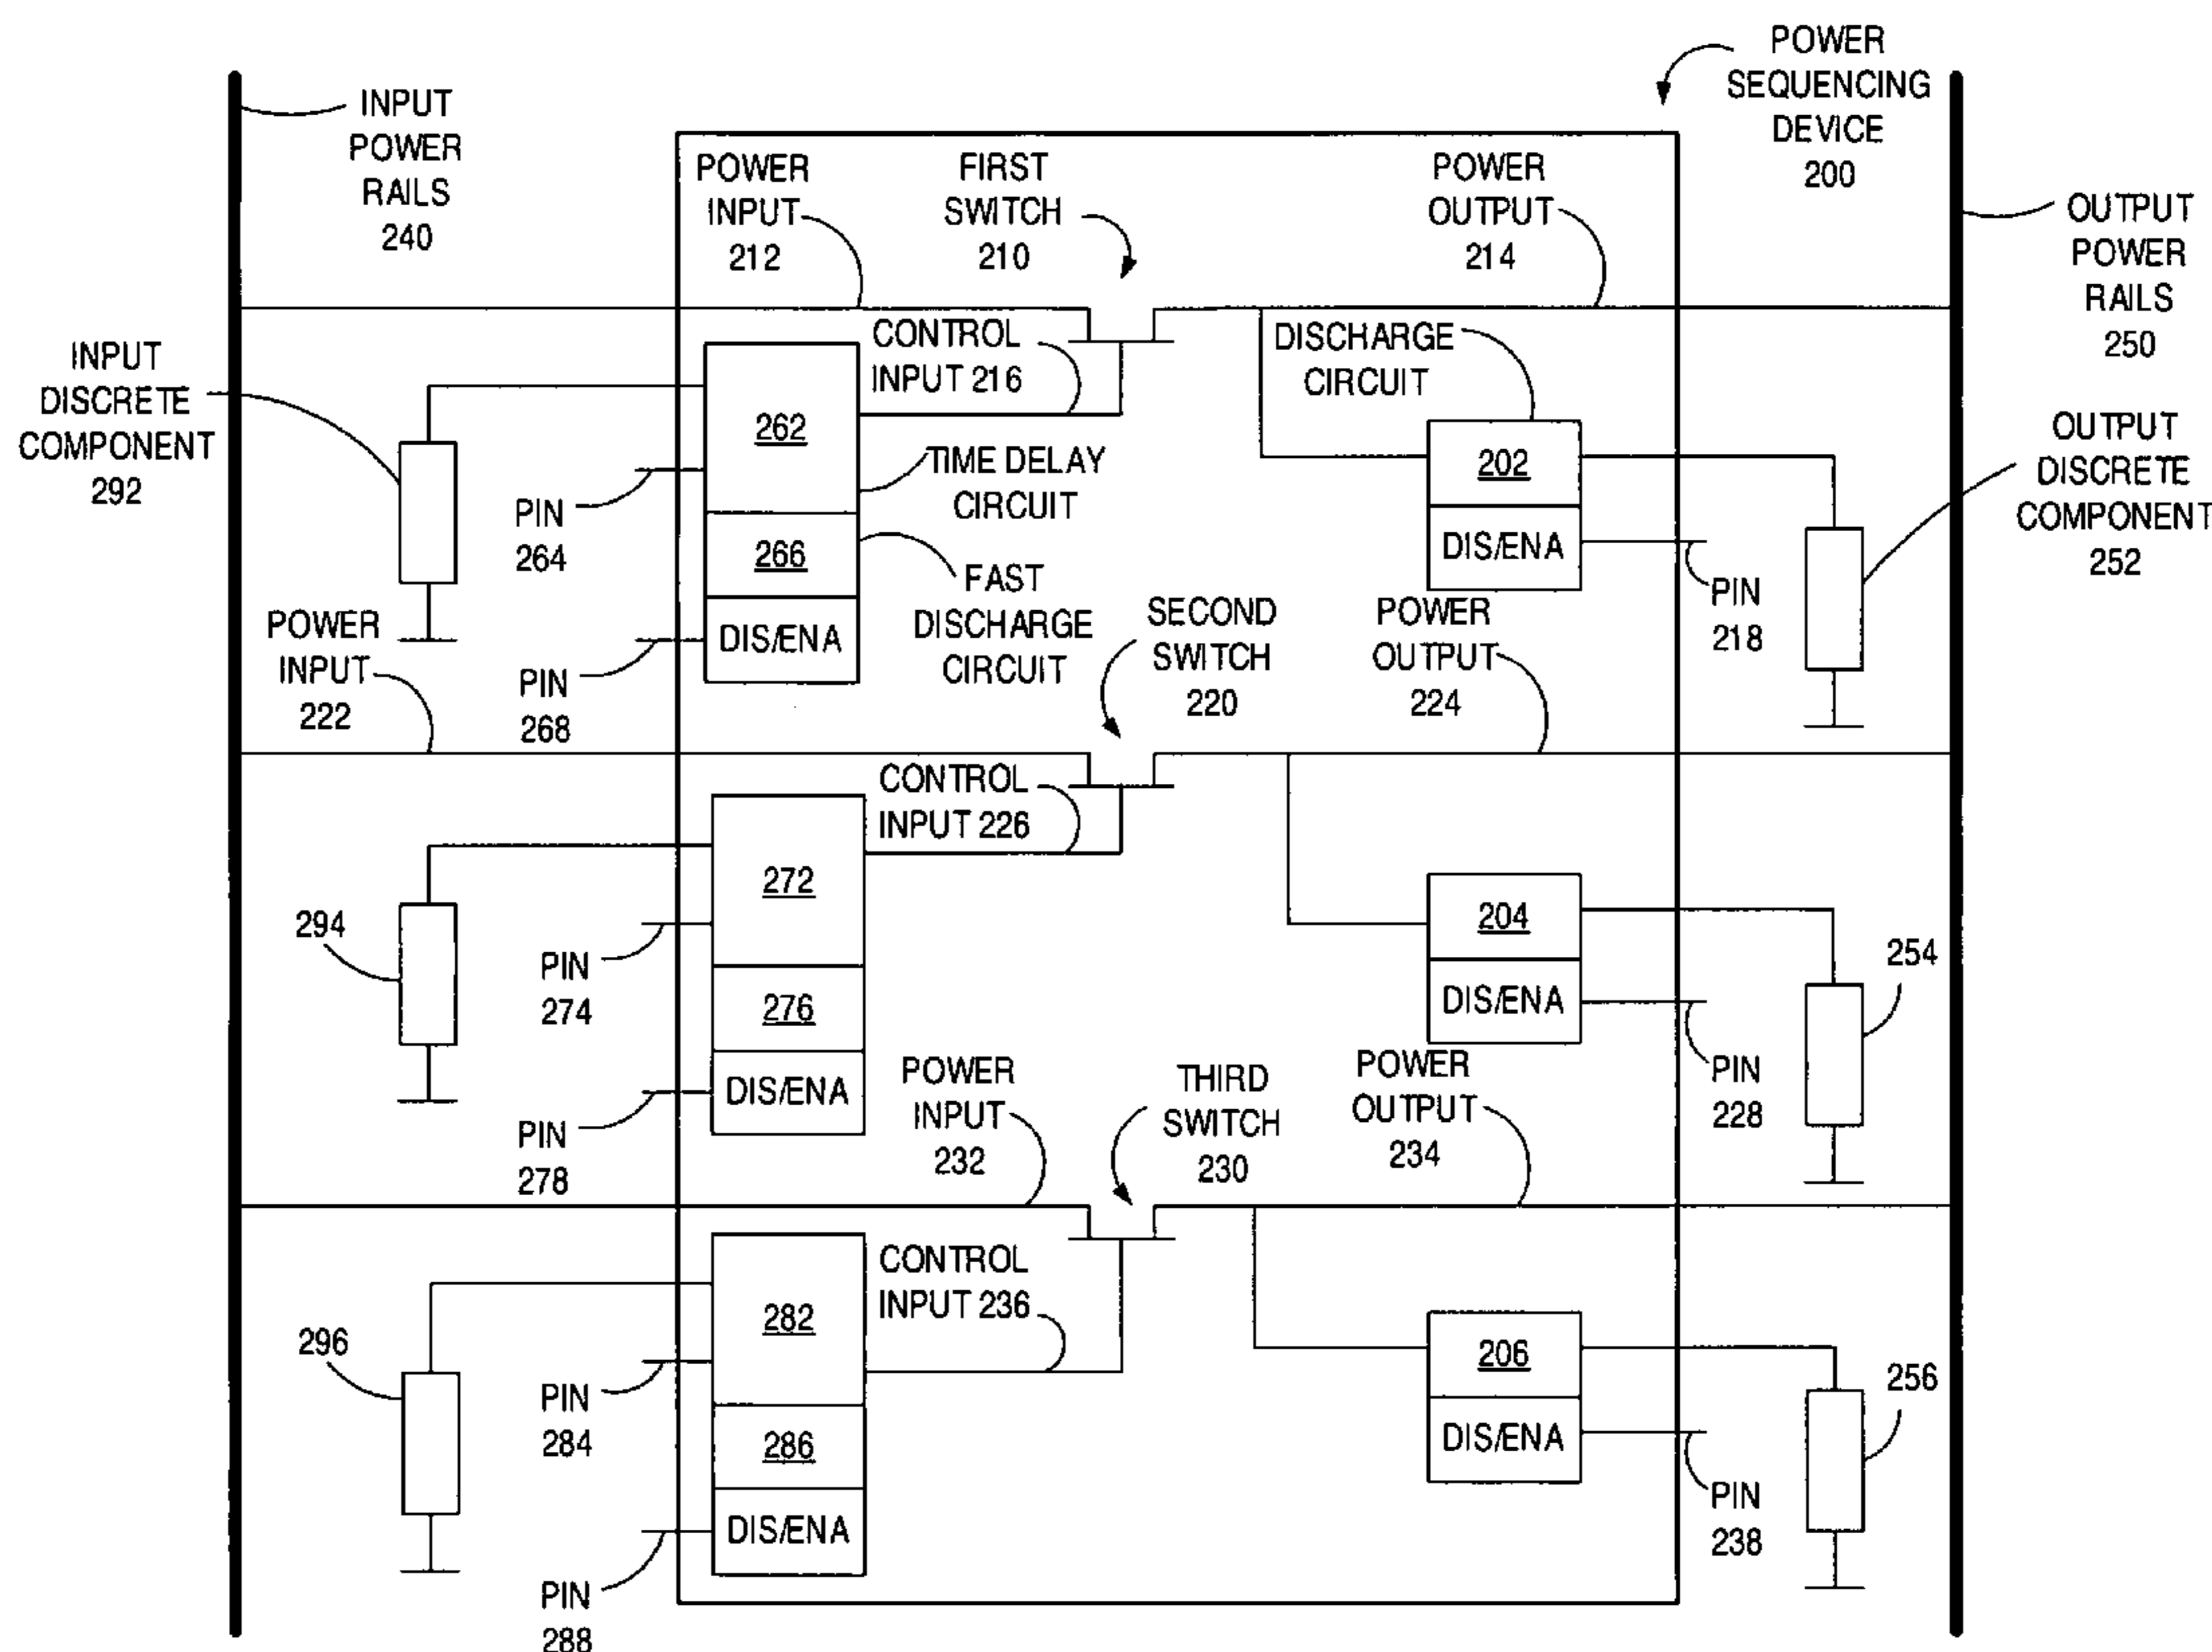 POWER
SEQUENCING
DEVICE
200
INPUT
POWER
RAILS
240
POWER
INPUT
212
FIRST
SWITCH
210
POWER
OUTPUT
214
OUTPUT
POWER
RAILS
250
INPUT
DISCRETE
COMPONENT
292
CONTROL
INPUT 216
DISCHARGE
CIRCUIT
OUTPUT
DISCRETE
COMPONENT
252
262
TIME DELAY
CIRCUIT
202
PIN
264
266
FAST
DISCHARGE
CIRCUIT
DIS/ENA
PIN
218
DIS/ENA
PIN
268
POWER
INPUT
222
SECOND
SWITCH
220
POWER
OUTPUT
224
CONTROL
INPUT 226
272
294
PIN
274
204
254
276
DIS/ENA
PIN
228
DIS/ENA
PIN
278
POWER
INPUT
232
THIRD
SWITCH
230
POWER
OUTPUT
234
CONTROL
INPUT 236
282
296
PIN
284
206
256
286
DIS/ENA
PIN
238
DIS/ENA
PIN
288